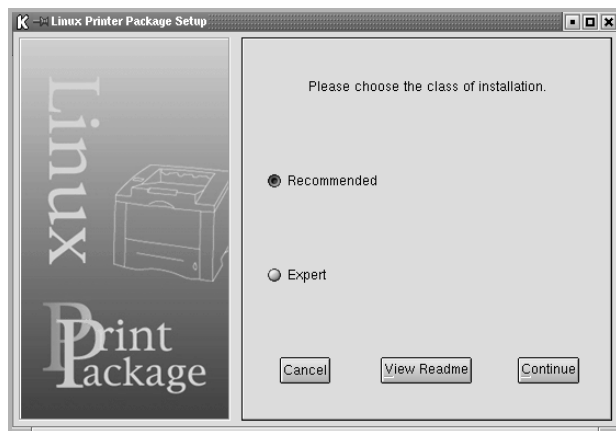 K Linux Printer Package Setup
Linux
Print
Package
Please choose the class of installation.
Recommended
Expert
Cancel
View Readme
Continue